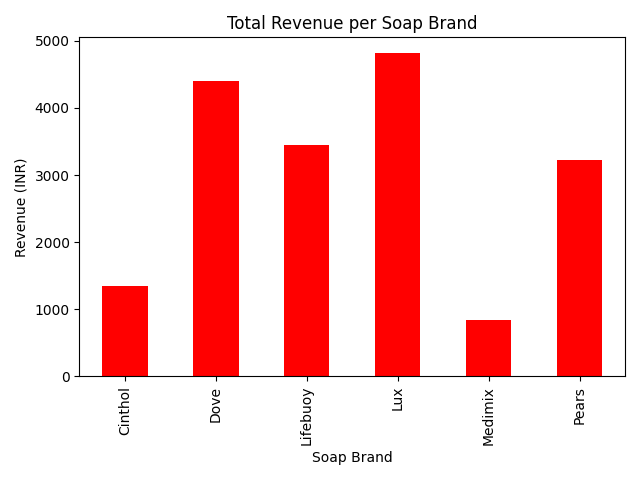 Total Revenue per Soap Brand
Revenue (INR)
5000
4000
3000
2000
1000
0
Cinthol
Dove
Lifebuoy
Lux
Medimix
Pears
Soap Brand